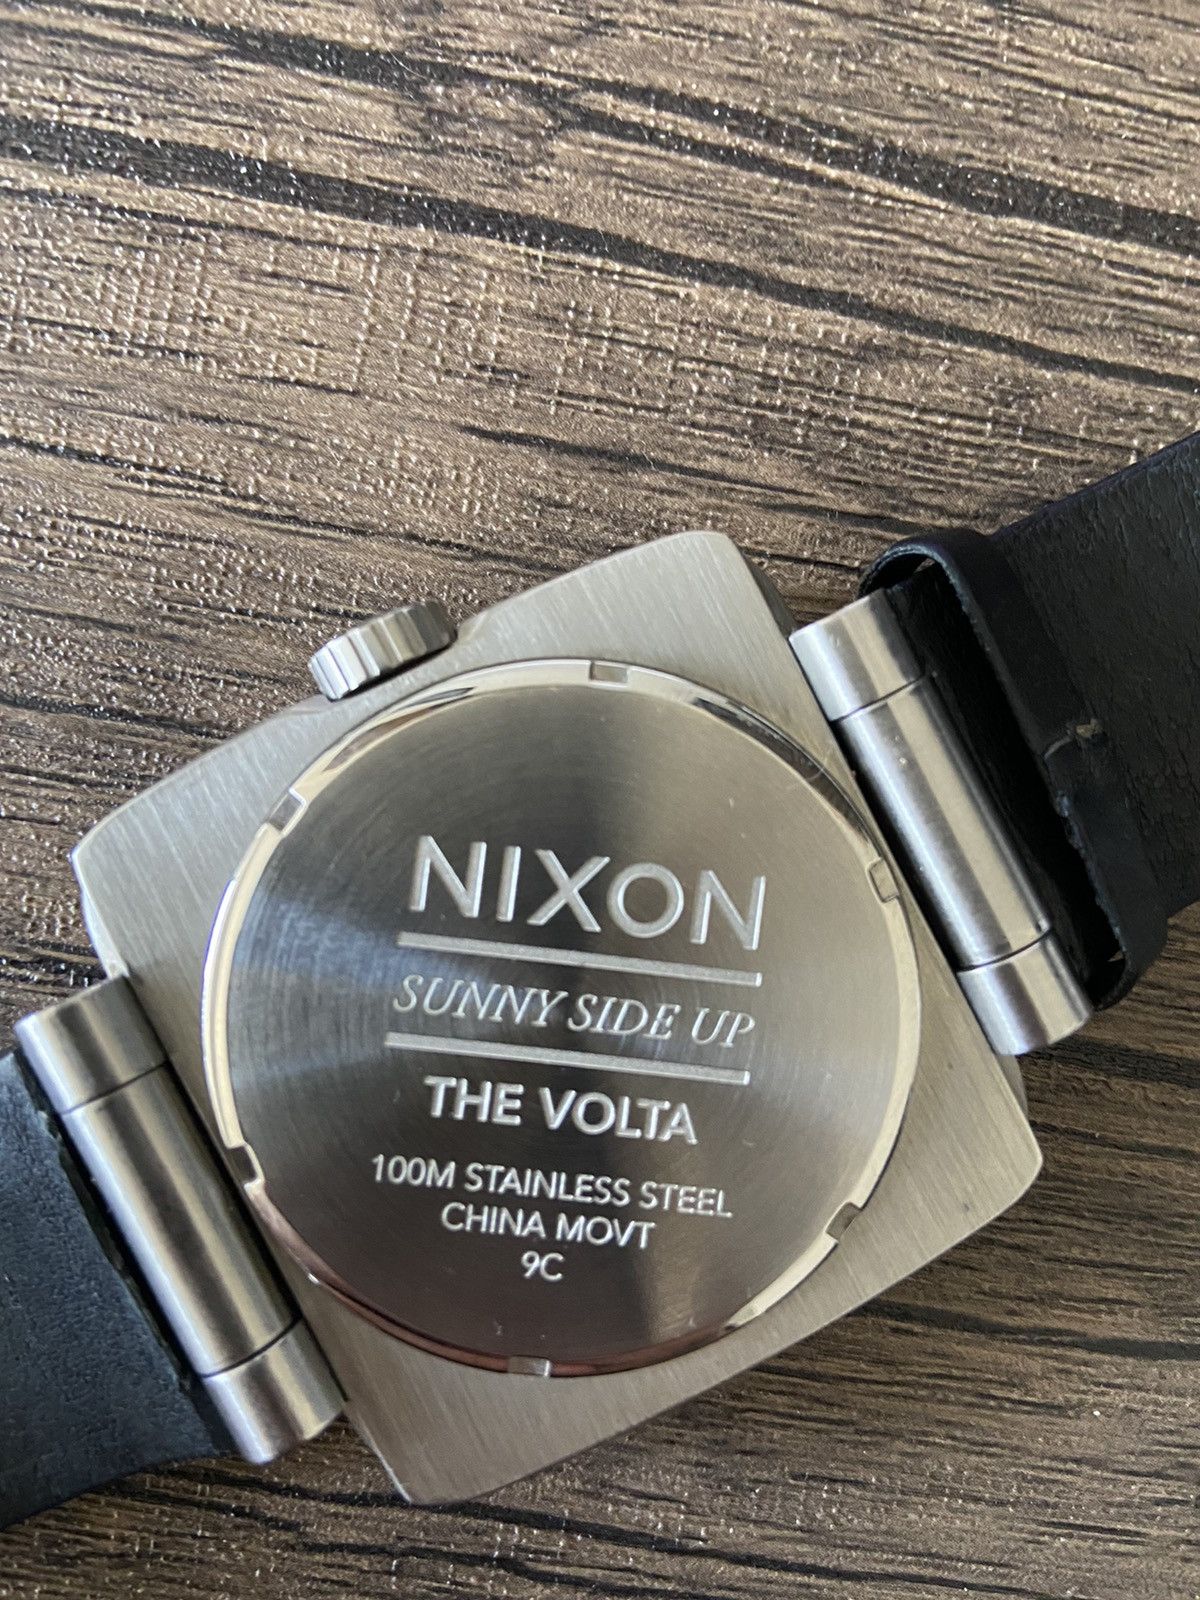 NIXON
SUNNY SIDE UP
THE VOLTA
100M STAINLESS STEEL
CHINA MOVT
9C